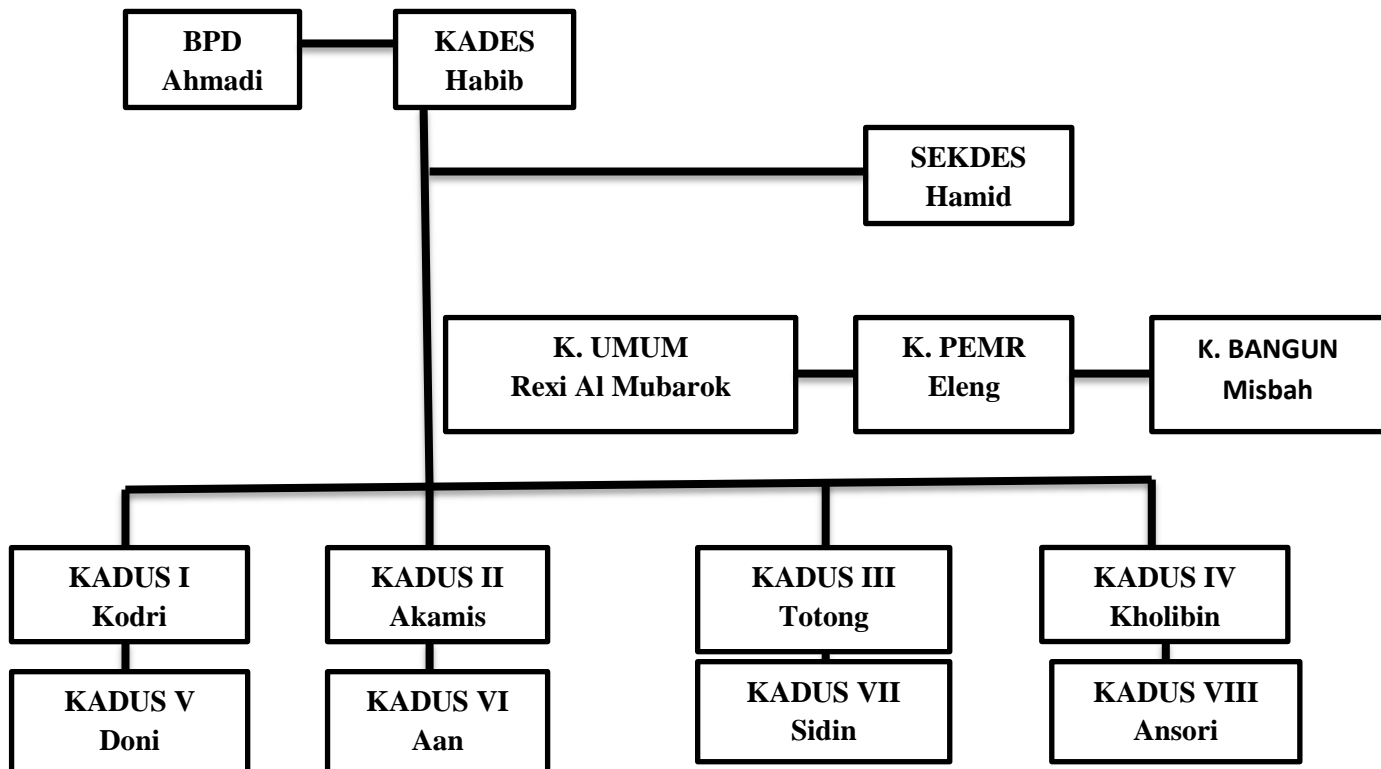 BPD
Ahmadi
KADES
Habib
SEKDES
Hamid
K. UMUM
Rexi Al Mubarok
K. PEMR
Eleng
K. BANGUN
Misbah
KADUS I
Kodri
KADUS II
Akamis
KADUS III
Totong
KADUS IV
Kholibin
KADUS V
Doni
KADUS VI
Aan
KADUS VII
Sidin
KADUS VIII
Ansori